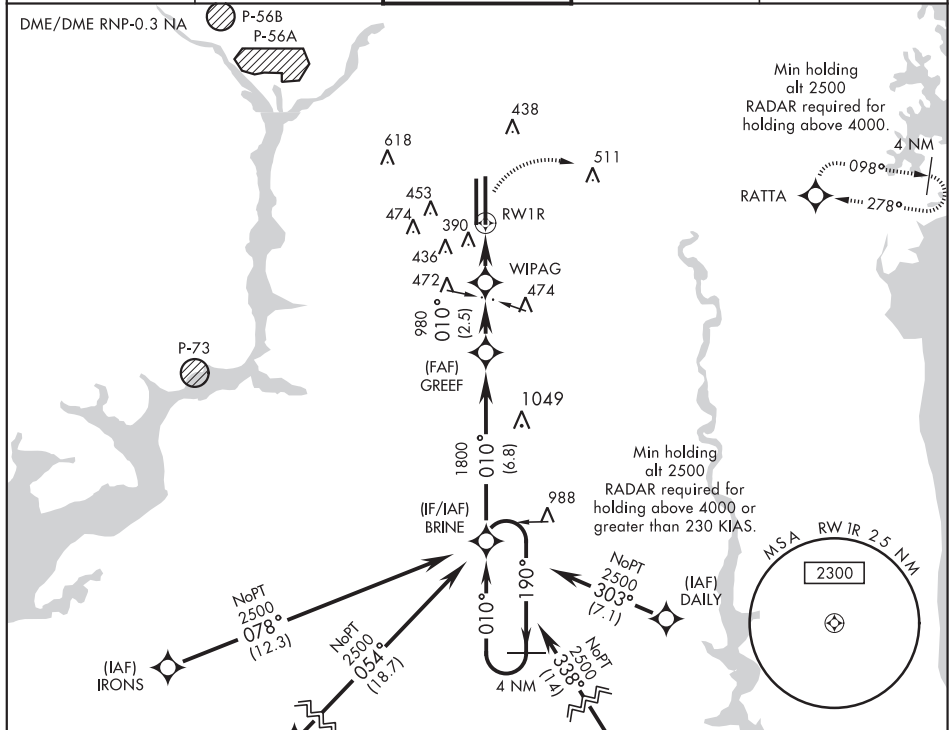 DME/DME RNP-0.3 NA
P-56B
P-56A
Min holding
alt 2500
RADAR required for
holding above 4000.
4 NM
098°
278°
RATTA
438
618
511
453
474
390
436
RW1R
WIPAG
472
474
980
010°
(2.5)
P-73
(FAF)
GREEF
1049
1800
010°
(6.8)
Min holding
alt 2500
RADAR required for
holding above 4000 or
greater than 230 KIAS.
(IF/IAF)
BRINE
988
MSA RW 1R 25 NM
2300
NoPT
2500
303°
(7.1)
(IAF)
DAILY
010°
190°
4 NM
NoPT
2500
078°
(12.3)
(IAF)
IRONS
NoPT
2500
054°
(18.7)
NoPT
2500
338°
(14)